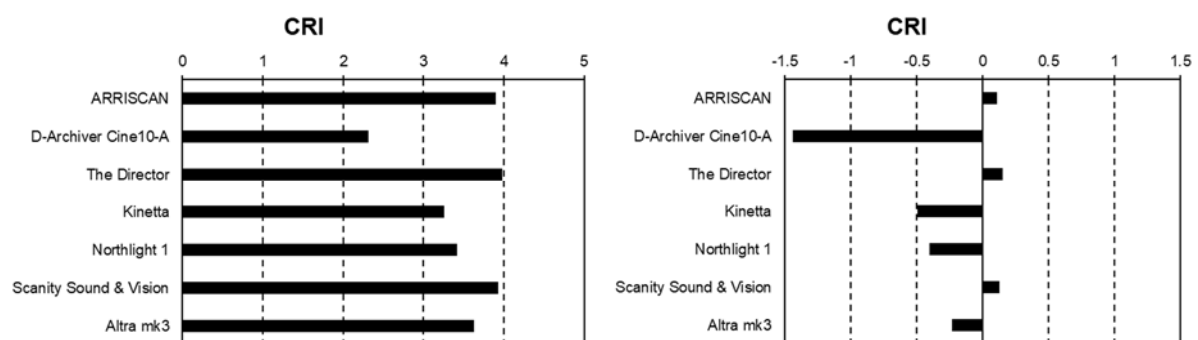 CRI
0 1 2 3 4 5
ARRISCAN
D-Archiver Cine10-A
The Director
Kinetta
Northlight 1
Scanity Sound & Vision
Altra mk3
CRI
-1.5 -1 -0.5 0 0.5 1 1.5
ARRISCAN
D-Archiver Cine10-A
The Director
Kinetta
Northlight 1
Scanity Sound & Vision
Altra mk3